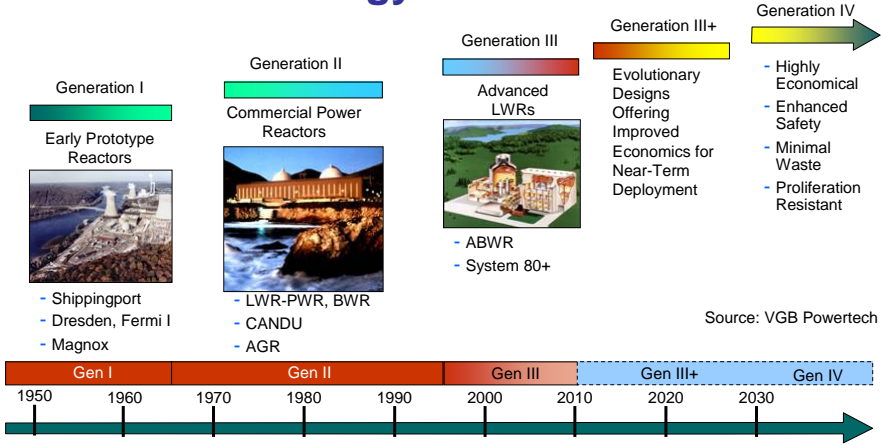 Generation I
Early Prototype
Reactors
- Shippingport
- Dresden, Fermi I
- Magnox
Generation II
Commercial Power
Reactors
- LWR-PWR, BWR
- CANDU
- AGR
Generation III
Advanced
LWRs
- ABWR
- System 80+
Generation III+
Evolutionary
Designs
Offering
Improved
Economics for
Near-Term
Deployment
Generation IV
- Highly
Economical
- Enhanced
Safety
- Minimal
Waste
- Proliferation
Resistant
Source: VGB Powertech
Gen I Gen II Gen III Gen III+ Gen IV
1950 1960 1970 1980 1990 2000 2010 2020 2030